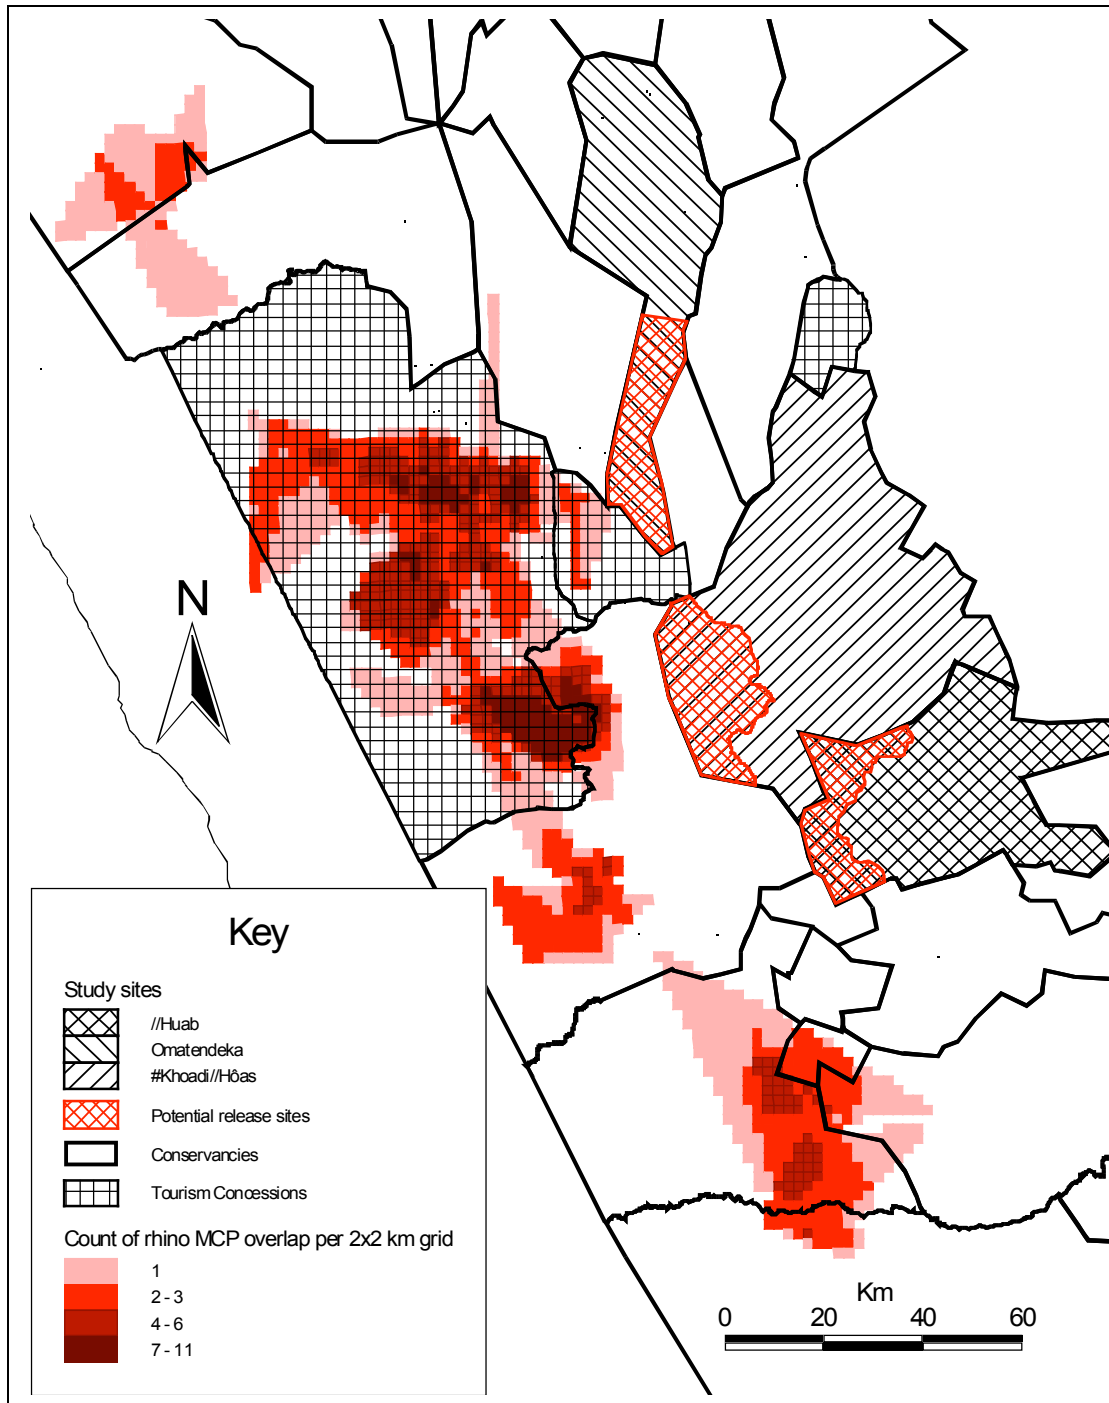 N
Key
Study sites
//Huab
Omatendeka
#Khoadi//Hôas
Potential release sites
Conservancies
Tourism Concessions
Count of rhino MCP overlap per 2x2 km grid
1
2 - 3
4 - 6
7 - 11
Km
0 20 40 60